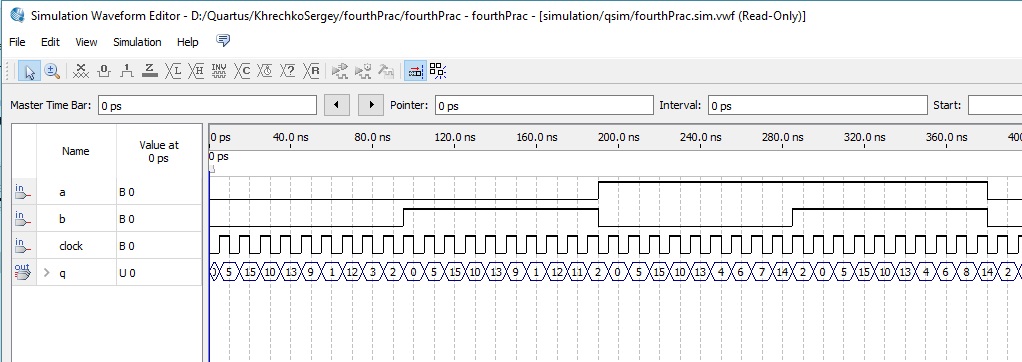 Simulation Waveform Editor - D:/Quartus/KhrechkoSergey/fourthPrac/fourthPrac - fourthPrac - [simulation/qsim/fourthPrac.sim.vwf (Read-Only)]
File Edit View Simulation Help
Master Time Bar: 0 ps Pointer: 0 ps Interval: 0 ps Start:
Name Value at 0 ps
0 ps 40.0 ns 80.0 ns 120.0 ns 160.0 ns 200.0 ns 240.0 ns 280.0 ns 320.0 ns 360.0 ns 400
0 ps
in a B 0
in b B 0
in clock B 0
out > q U 0 5 15 10 13 9 1 12 3 2 0 5 15 10 13 9 1 12 11 2 0 5 15 10 13 4 6 7 14 2 0 5 15 10 13 4 6 8 14 2